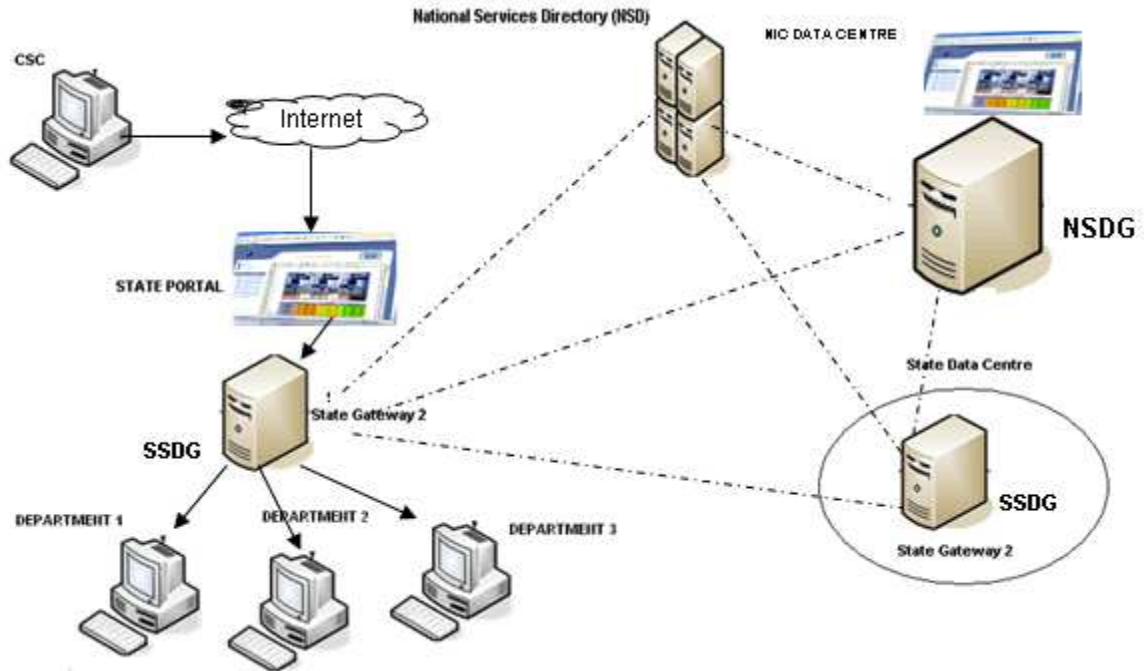 National Services Directory (NSD)
NIC DATA CENTRE
CSC
Internet
NSDG
STATE PORTAL
State Data Centre
State Gateway 2
SSDG
SSDG
State Gateway 2
DEPARTMENT 1
DEPARTMENT 2
DEPARTMENT 3